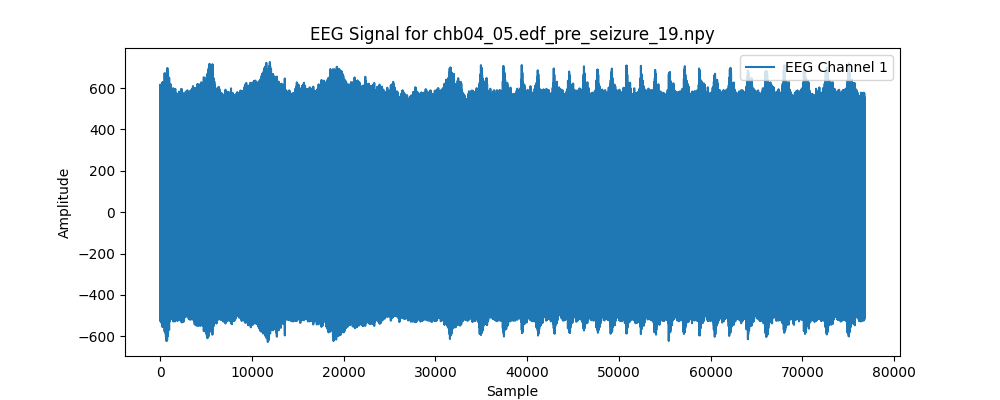 EEG Signal for chb04_05.edf_pre_seizure_19.npy
EEG Channel 1
Amplitude
600
400
200
0
−200
−400
−600
0 10000 20000 30000 40000 50000 60000 70000 80000
Sample